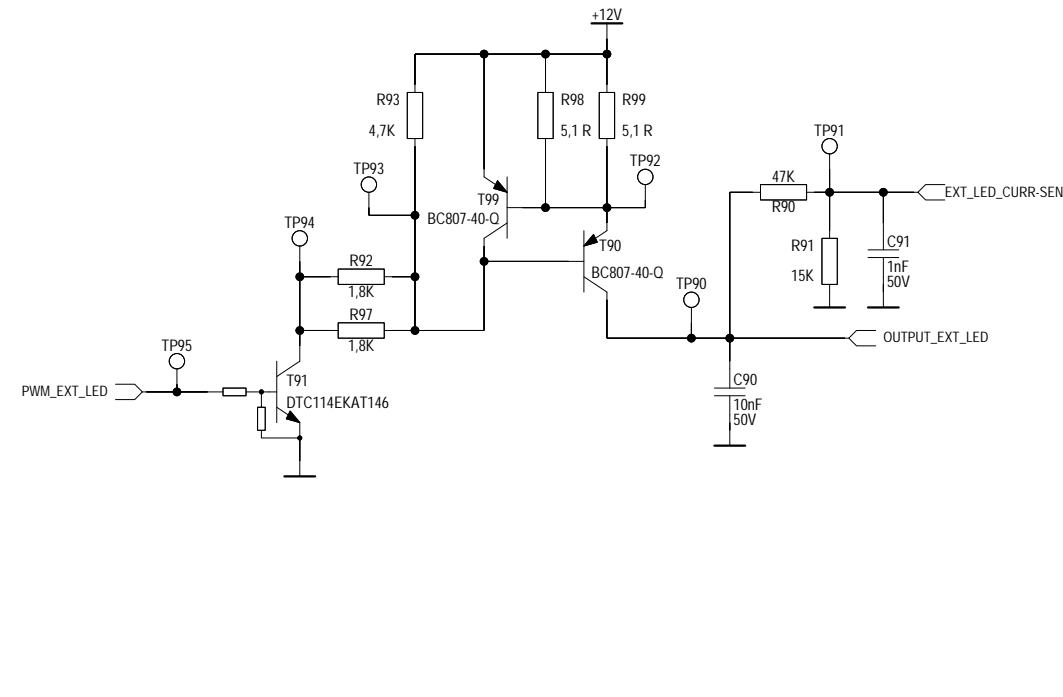 +12V
R93
4,7K
R98
5,1 R
R99
5,1 R
TP91
TP93
TP92
47K
R90
EXT_LED_CURR-SEN
T99
BC807-40-Q
TP94
T90
BC807-40-Q
R91
15K
C91
1nF
50V
R92
1,8K
TP90
R97
1,8K
OUTPUT_EXT_LED
TP95
PWM_EXT_LED
T91
DTC114EKAT146
C90
10nF
50V